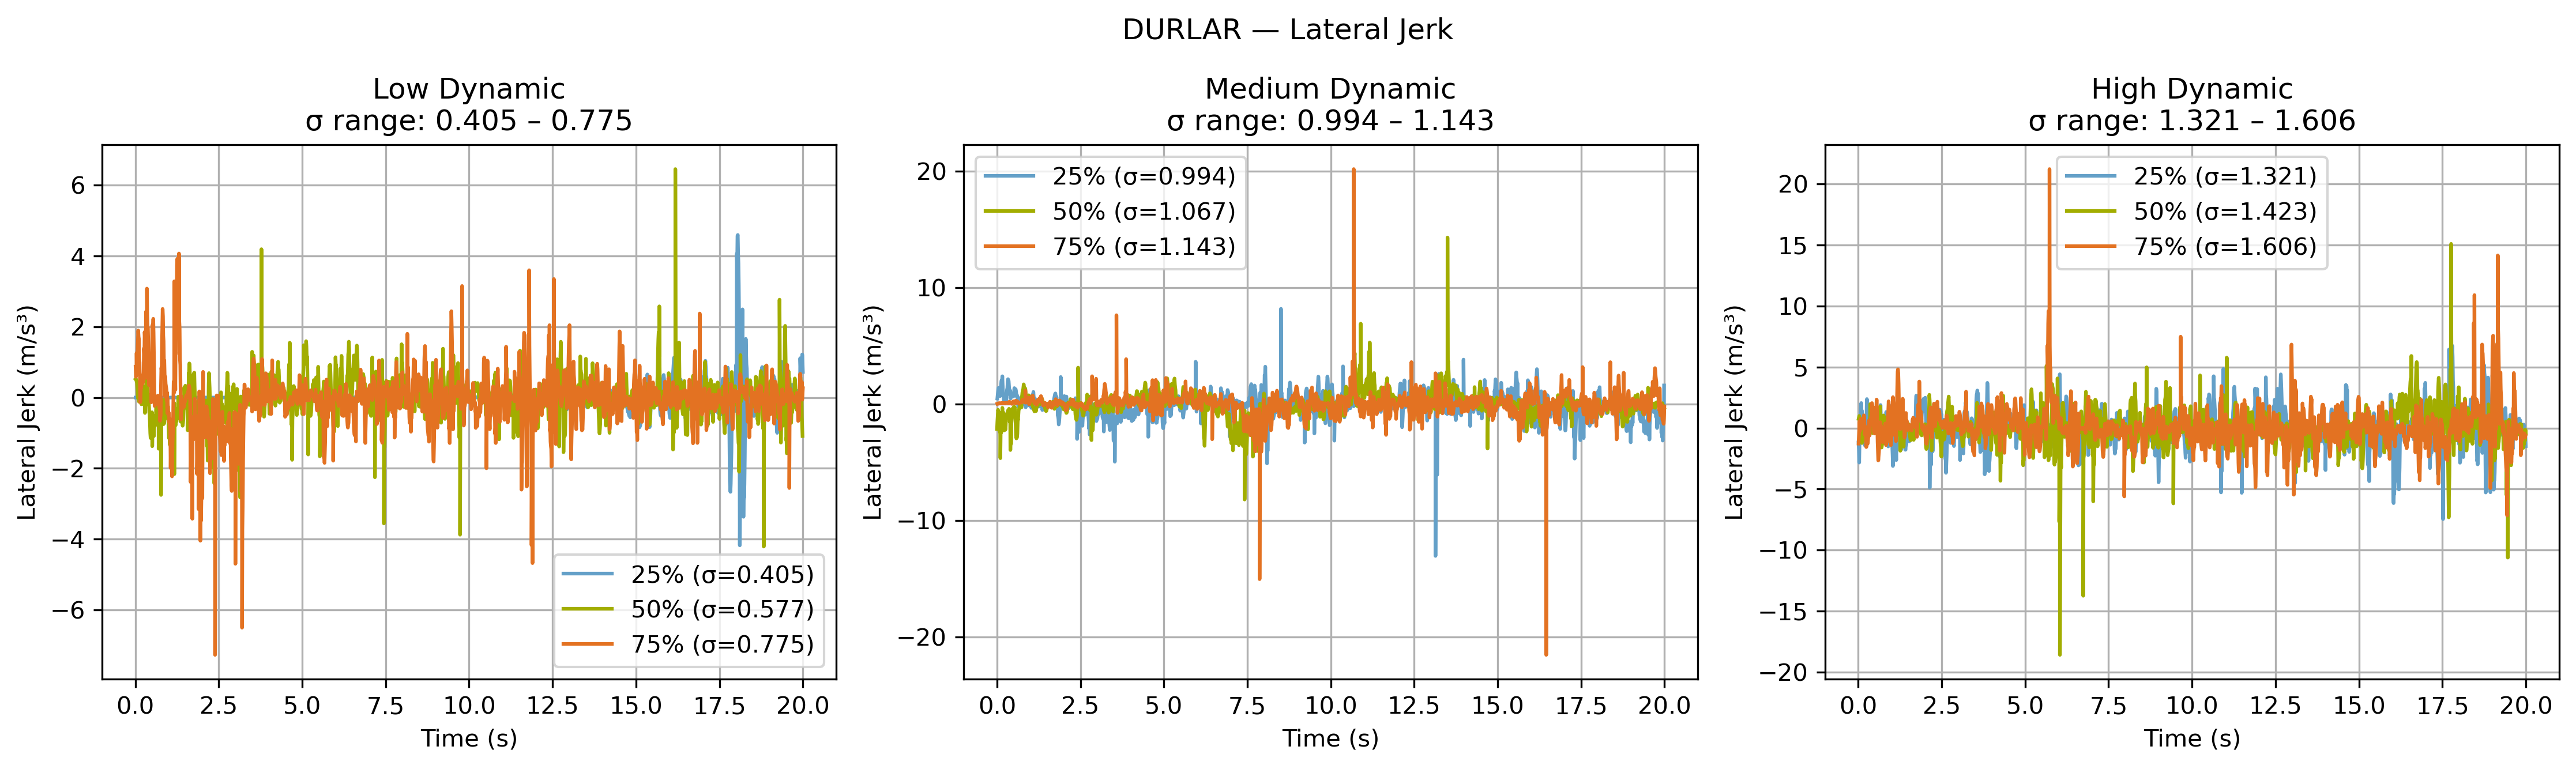 DURLAR — Lateral Jerk
Low Dynamic
σ range: 0.405 – 0.775
Lateral Jerk (m/s³)
6
4
2
0
−2
−4
−6
25% (σ=0.405)
50% (σ=0.577)
75% (σ=0.775)
0.0 2.5 5.0 7.5 10.0 12.5 15.0 17.5 20.0
Time (s)
Medium Dynamic
σ range: 0.994 – 1.143
Lateral Jerk (m/s³)
20
10
0
−10
−20
25% (σ=0.994)
50% (σ=1.067)
75% (σ=1.143)
0.0 2.5 5.0 7.5 10.0 12.5 15.0 17.5 20.0
Time (s)
High Dynamic
σ range: 1.321 – 1.606
Lateral Jerk (m/s³)
20
15
10
5
0
−5
−10
−15
−20
25% (σ=1.321)
50% (σ=1.423)
75% (σ=1.606)
0.0 2.5 5.0 7.5 10.0 12.5 15.0 17.5 20.0
Time (s)